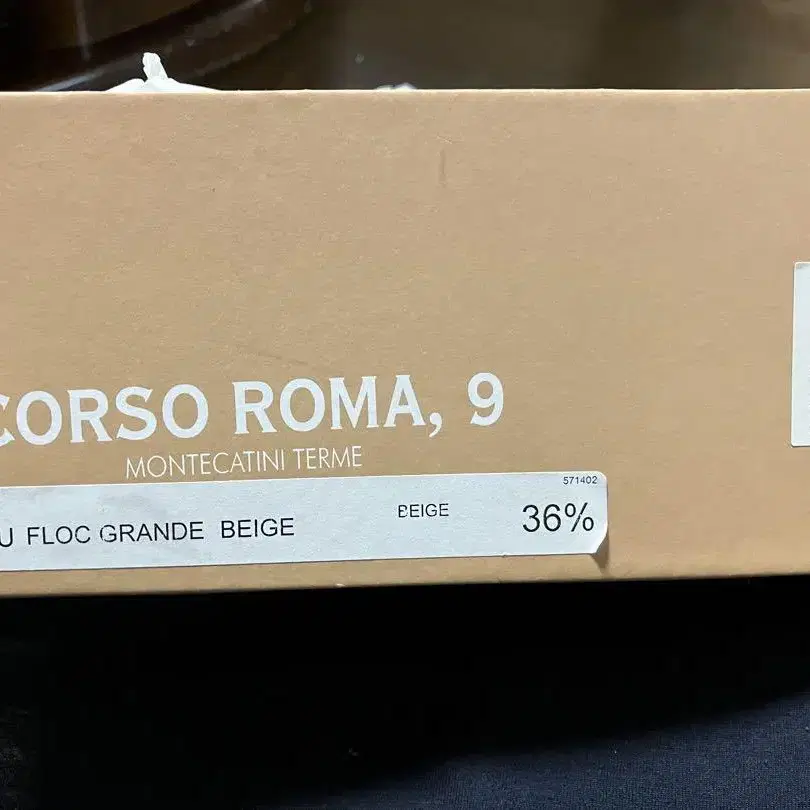 CORSO ROMA, 9
MONTECATINI TERME
571402
U FLOC GRANDE BEIGE BEIGE 36%